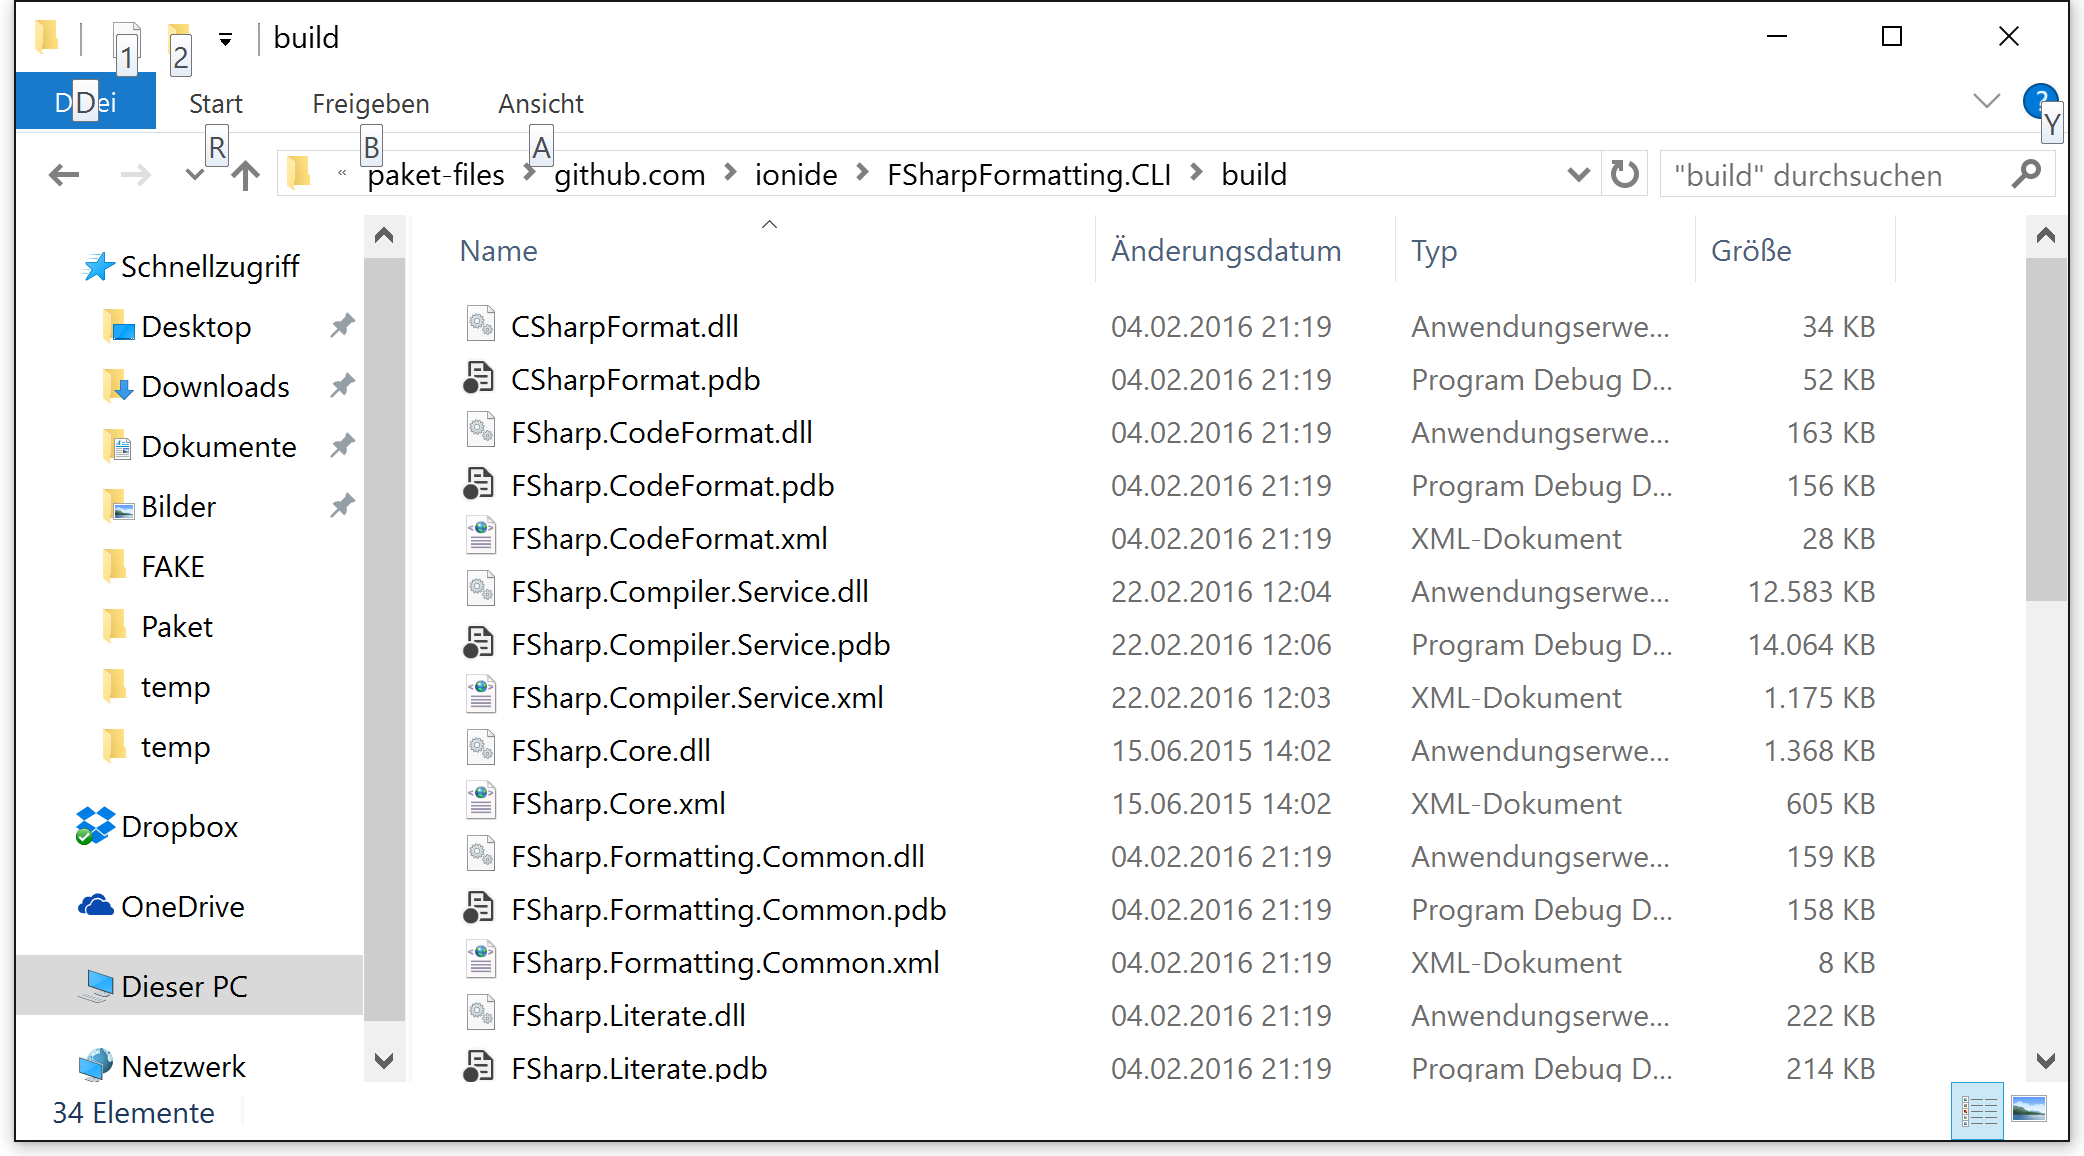 build
1 2
DDei Start Freigeben Ansicht ?
R B A Y
« paket-files > github.com > ionide > FSharpFormatting.CLI > build "build" durchsuchen
Name Änderungsdatum Typ Größe
Schnellzugriff
Desktop
Downloads
Dokumente
Bilder
FAKE
Paket
temp
temp
Dropbox
OneDrive
Dieser PC
Netzwerk
CSharpFormat.dll 04.02.2016 21:19 Anwendungserwe... 34 KB
CSharpFormat.pdb 04.02.2016 21:19 Program Debug D... 52 KB
FSharp.CodeFormat.dll 04.02.2016 21:19 Anwendungserwe... 163 KB
FSharp.CodeFormat.pdb 04.02.2016 21:19 Program Debug D... 156 KB
FSharp.CodeFormat.xml 04.02.2016 21:19 XML-Dokument 28 KB
FSharp.Compiler.Service.dll 22.02.2016 12:04 Anwendungserwe... 12.583 KB
FSharp.Compiler.Service.pdb 22.02.2016 12:06 Program Debug D... 14.064 KB
FSharp.Compiler.Service.xml 22.02.2016 12:03 XML-Dokument 1.175 KB
FSharp.Core.dll 15.06.2015 14:02 Anwendungserwe... 1.368 KB
FSharp.Core.xml 15.06.2015 14:02 XML-Dokument 605 KB
FSharp.Formatting.Common.dll 04.02.2016 21:19 Anwendungserwe... 159 KB
FSharp.Formatting.Common.pdb 04.02.2016 21:19 Program Debug D... 158 KB
FSharp.Formatting.Common.xml 04.02.2016 21:19 XML-Dokument 8 KB
FSharp.Literate.dll 04.02.2016 21:19 Anwendungserwe... 222 KB
FSharp.Literate.pdb 04.02.2016 21:19 Program Debug D... 214 KB
34 Elemente